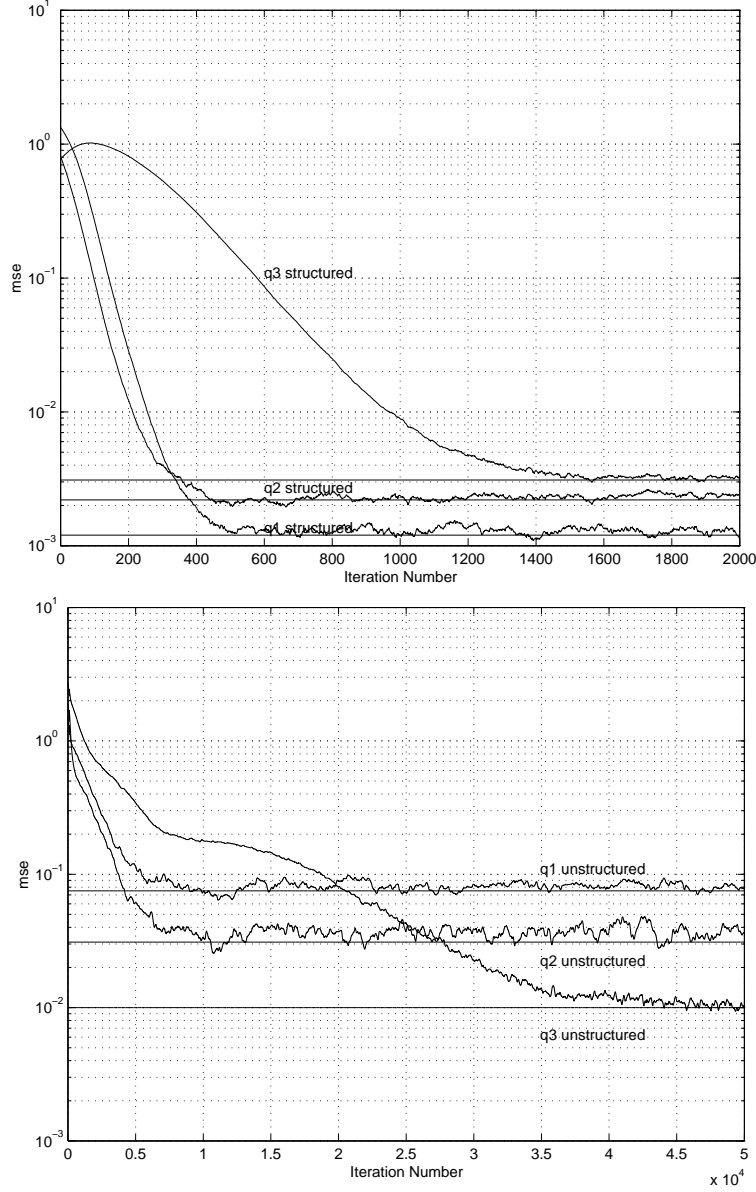 10^1
10^0
10^-1
10^-2
10^-3
mse
q3 structured
q2 structured
q1 structured
0 200 400 600 800 1000 1200 1400 1600 1800 2000
Iteration Number
10^1
10^0
10^-1
10^-2
10^-3
mse
q1 unstructured
q2 unstructured
q3 unstructured
0 0.5 1 1.5 2 2.5 3 3.5 4 4.5 5
Iteration Number
x 10^4